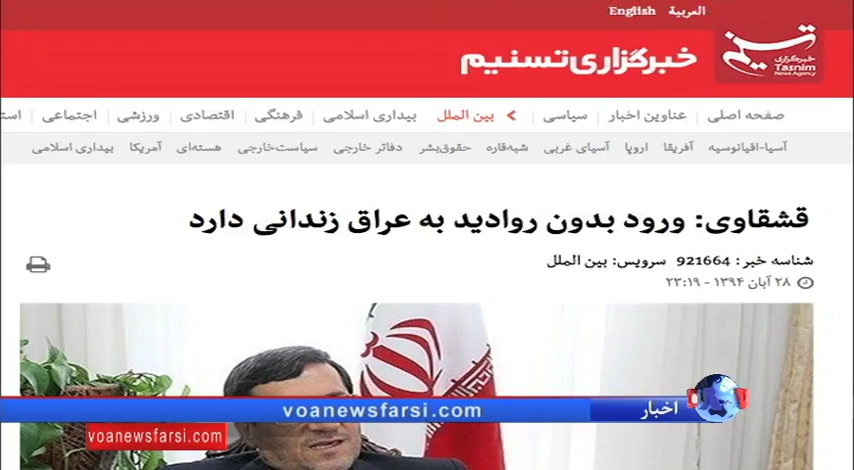 العربية English
تسنیم
خبرگزاری
Tasnim
News Agency
خبرگزاری تسنیم
صفحه اصلی عناوین اخبار سیاسی بین الملل بیداری اسلامی فرهنگی اقتصادی ورزشی اجتماعی است
آسیا-اقیانوسیه آفریقا اروپا آسیای غربی شبه‌قاره حقوق‌بشر دفاتر خارجی سیاست‌خارجی هسته‌ای آمریکا بیداری اسلامی
قشقاوی: ورود بدون روادید به عراق زندانی دارد
شناسه خبر: 921664 سرویس: بین الملل
۲۸ آبان ۱۳۹۴ - ۲۳:۱۹
اخبار voanewsfarsi.com
voanewsfarsi.com